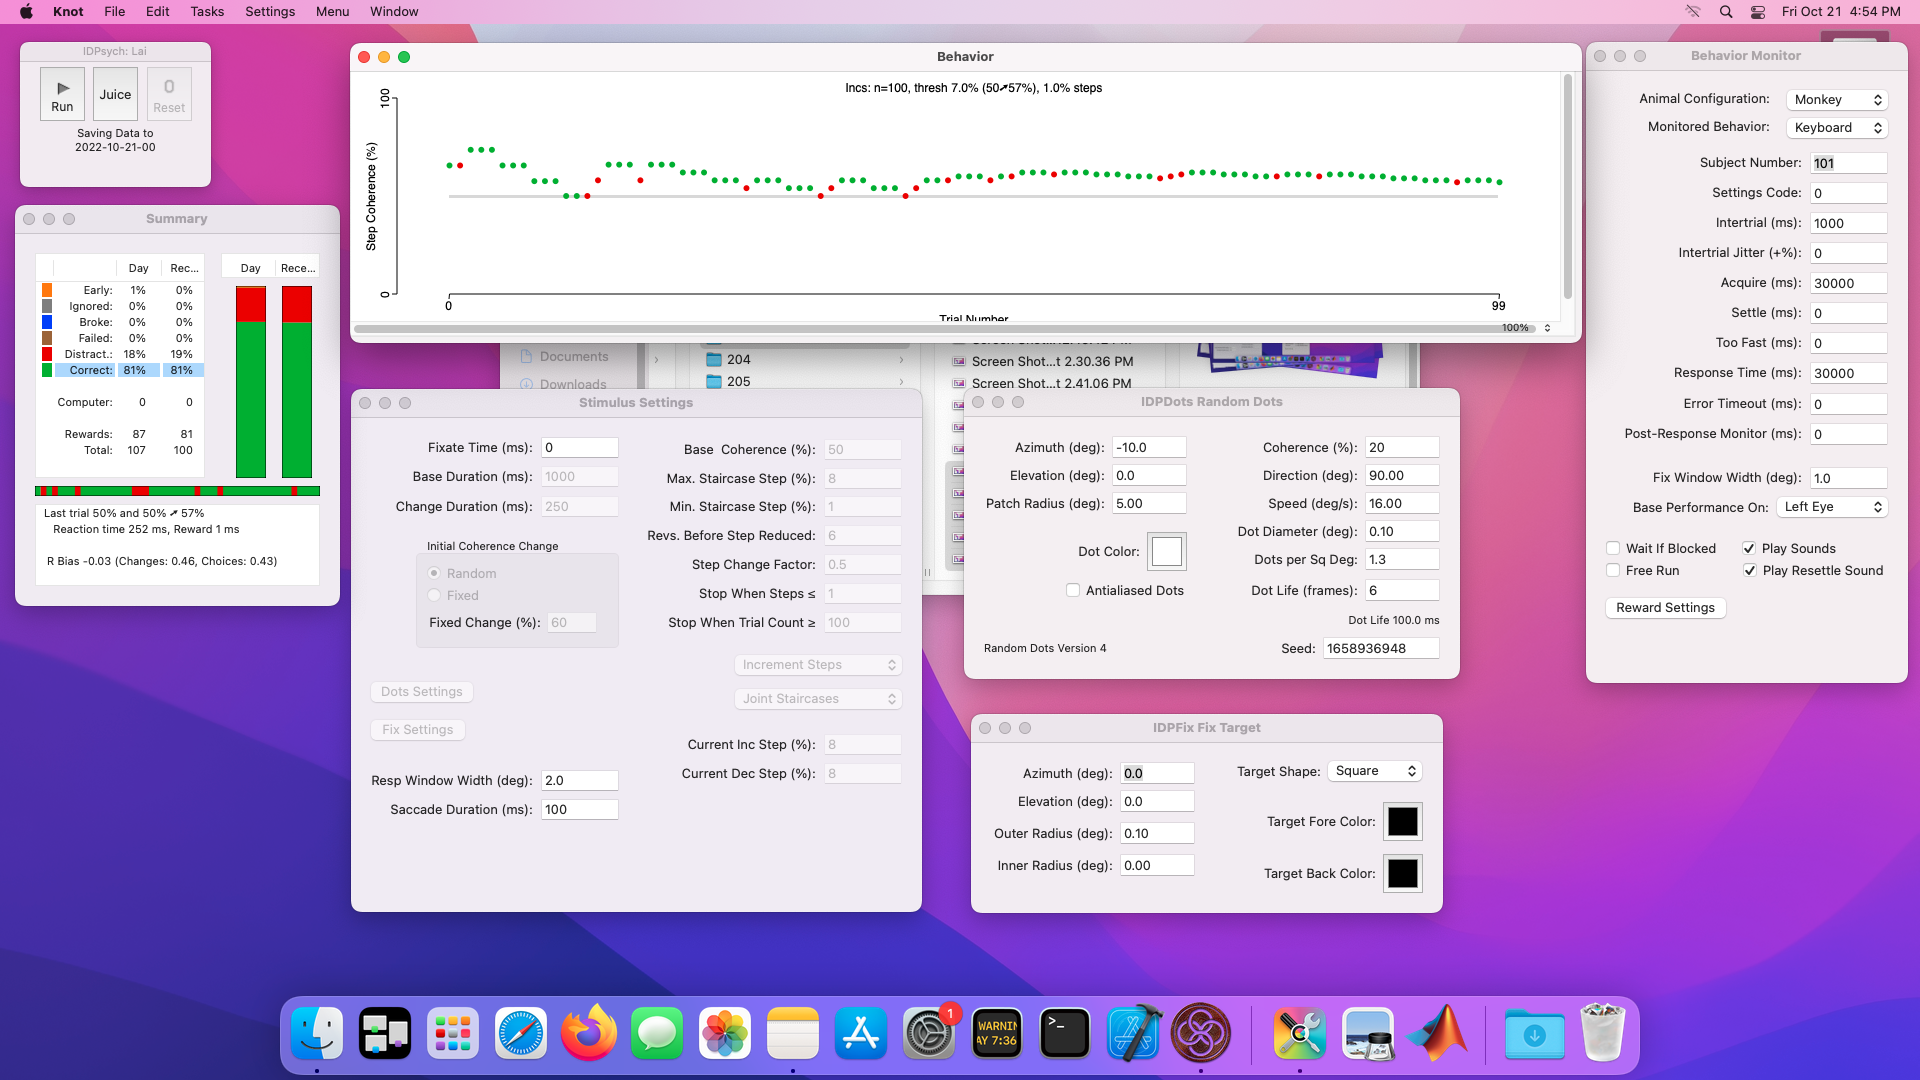 Knot File Edit Tasks Settings Menu Window
Fri Oct 21 4:54 PM
IDPsych: Lai
Run
Juice
0
Reset
Saving Data to
2022-10-21-00
Summary
Day Rec...
Early: 1% 0%
Ignored: 0% 0%
Broke: 0% 0%
Failed: 0% 0%
Distract.: 18% 19%
Correct: 81% 81%
Computer: 0 0
Rewards: 87 81
Total: 107 100
Day Rece...
Last trial 50% and 50% ➚ 57%
Reaction time 252 ms, Reward 1 ms
R Bias -0.03 (Changes: 0.46, Choices: 0.43)
Behavior
Incs: n=100, thresh 7.0% (50➚57%), 1.0% steps
Step Coherence (%)
100
0
0
99
Trial Number
100%
Documents
Downloads
204
205
Screen Shot...t 2.30.36 PM
Screen Shot...t 2.41.06 PM
Stimulus Settings
Fixate Time (ms): 0
Base Duration (ms): 1000
Change Duration (ms): 250
Initial Coherence Change
Random
Fixed
Fixed Change (%): 60
Dots Settings
Fix Settings
Resp Window Width (deg): 2.0
Saccade Duration (ms): 100
Base Coherence (%): 50
Max. Staircase Step (%): 8
Min. Staircase Step (%): 1
Revs. Before Step Reduced: 6
Step Change Factor: 0.5
Stop When Steps ≤ 1
Stop When Trial Count ≥ 100
Increment Steps
Joint Staircases
Current Inc Step (%): 8
Current Dec Step (%): 8
IDPDots Random Dots
Azimuth (deg): -10.0
Elevation (deg): 0.0
Patch Radius (deg): 5.00
Dot Color:
Antialiased Dots
Random Dots Version 4
Coherence (%): 20
Direction (deg): 90.00
Speed (deg/s): 16.00
Dot Diameter (deg): 0.10
Dots per Sq Deg: 1.3
Dot Life (frames): 6
Dot Life 100.0 ms
Seed: 1658936948
IDPFix Fix Target
Azimuth (deg): 0.0
Elevation (deg): 0.0
Outer Radius (deg): 0.10
Inner Radius (deg): 0.00
Target Shape: Square
Target Fore Color:
Target Back Color:
Behavior Monitor
Animal Configuration: Monkey
Monitored Behavior: Keyboard
Subject Number: 101
Settings Code: 0
Intertrial (ms): 1000
Intertrial Jitter (+%): 0
Acquire (ms): 30000
Settle (ms): 0
Too Fast (ms): 0
Response Time (ms): 30000
Error Timeout (ms): 0
Post-Response Monitor (ms): 0
Fix Window Width (deg): 1.0
Base Performance On: Left Eye
Wait If Blocked
Play Sounds
Free Run
Play Resettle Sound
Reward Settings
1
WARNIN
AY 7:36
>_